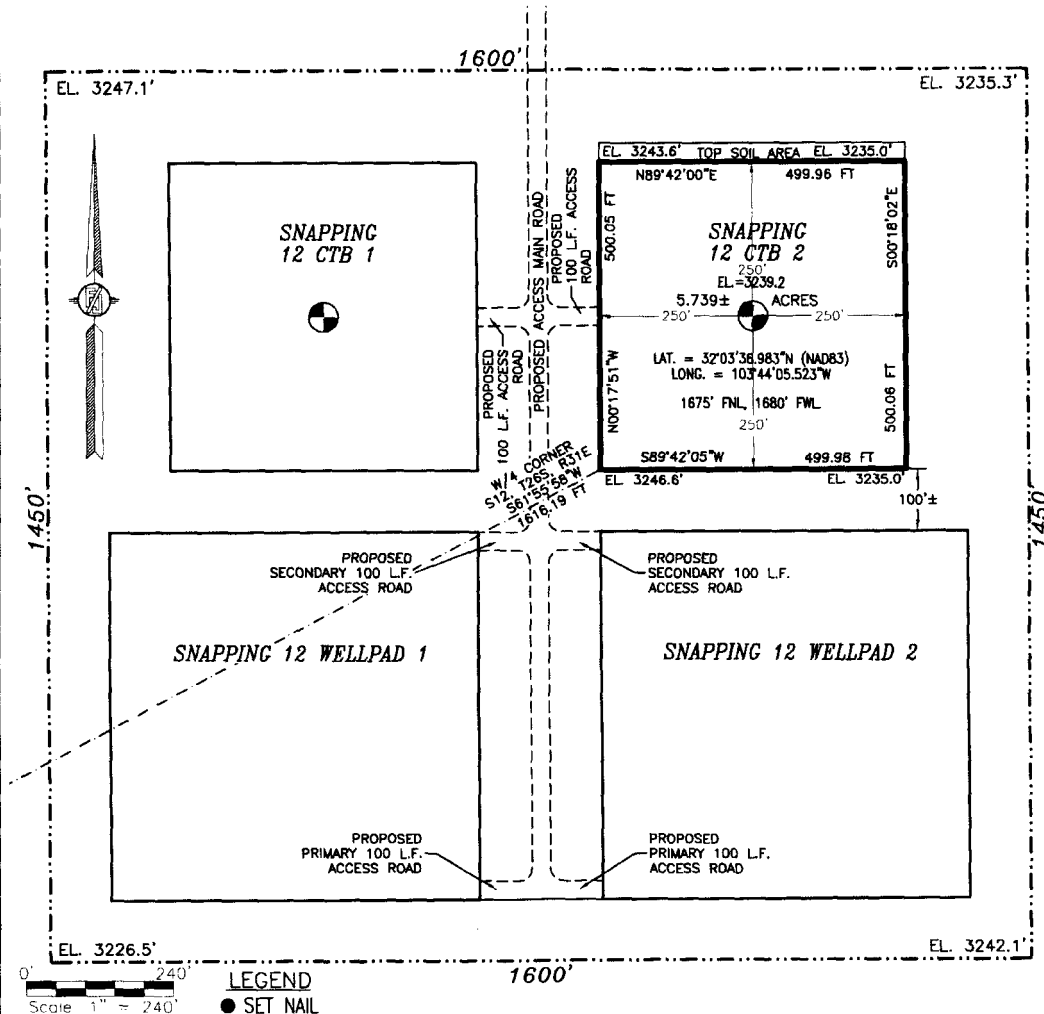 1600'
EL. 3247.1'
EL. 3235.3'
EL. 3243.6' TOP SOIL AREA EL. 3235.0'
N89°42'00"E 499.96 FT
500.05 FT
N00°17'51"W
S00°18'02"E
500.06 FT
SNAPPING
12 CTB 1
SNAPPING
12 CTB 2
250'
EL.=3239.2
5.739± ACRES
250' 250'
LAT. = 32°03'36.983"N (NAD83)
LONG. = 103°44'05.523"W
1675' FNL, 1680' FWL
250'
S89°42'05"W 499.98 FT
EL. 3246.6' EL. 3235.0'
100'±
PROPOSED ACCESS MAIN ROAD
PROPOSED
100 L.F. ACCESS
ROAD
PROPOSED
100 L.F. ACCESS
ROAD
W/4 CORNER
S12, T26S, R31E
S61°55'58"W
1616.19 FT
1450'
1450'
PROPOSED
SECONDARY 100 L.F.
ACCESS ROAD
PROPOSED
SECONDARY 100 L.F.
ACCESS ROAD
SNAPPING 12 WELLPAD 1
SNAPPING 12 WELLPAD 2
PROPOSED
PRIMARY 100 L.F.
ACCESS ROAD
PROPOSED
PRIMARY 100 L.F.
ACCESS ROAD
EL. 3226.5'
EL. 3242.1'
1600'
0' 240'
Scale 1" = 240'
LEGEND
SET NAIL